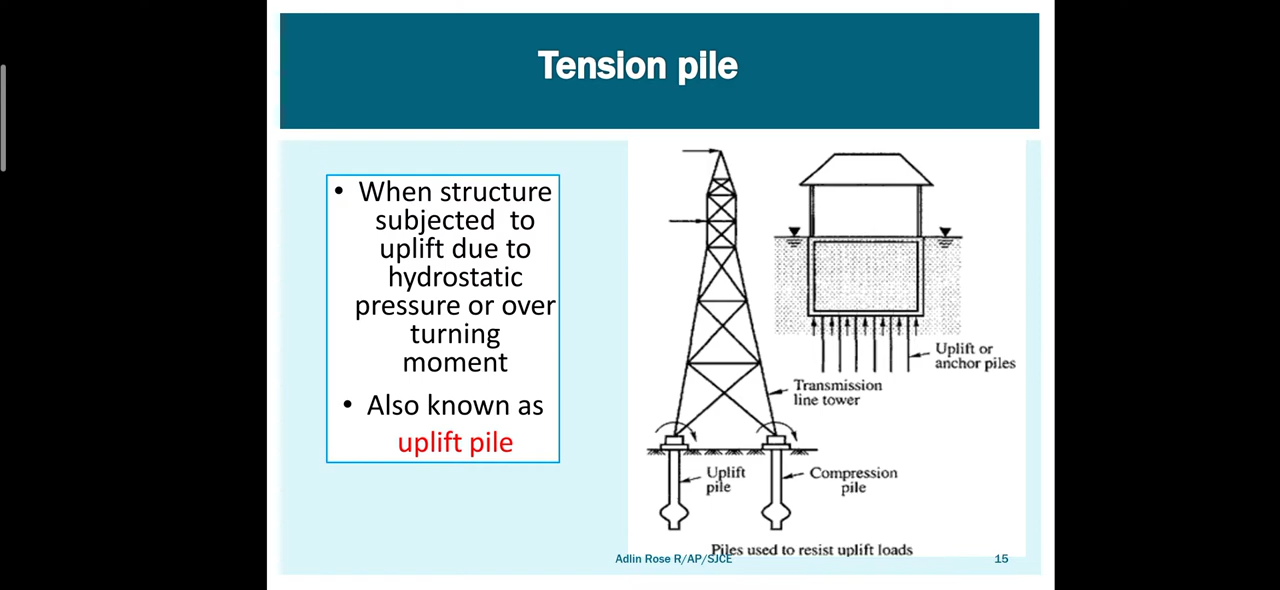 Tension pile
• When structure
subjected to
uplift due to
hydrostatic
pressure or over
turning
moment
• Also known as
uplift pile
Uplift or
anchor piles
Transmission
line tower
Uplift
pile
Compression
pile
Piles used to resist uplift loads
Adlin Rose R/AP/SJCE
15